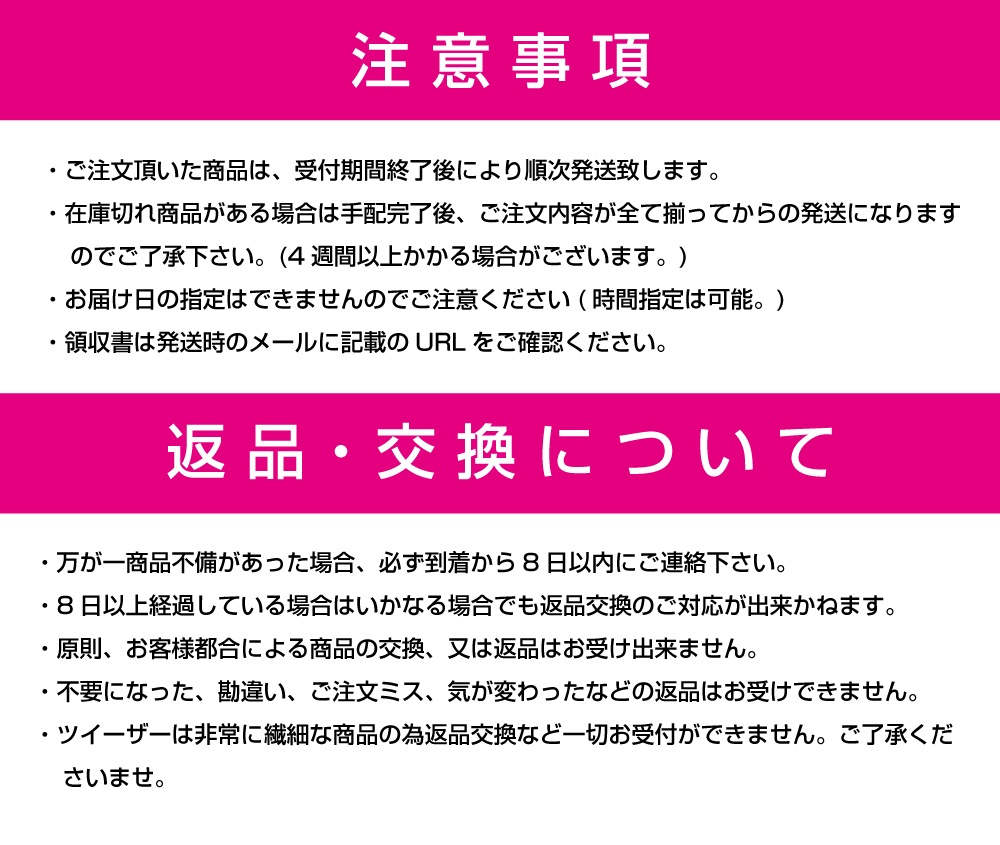 注意事項
・ご注文頂いた商品は、受付期間終了後により順次発送致します。
・在庫切れ商品がある場合は手配完了後、ご注文内容が全て揃ってからの発送になります
のでご了承下さい。(4 週間以上かかる場合がございます。)
・お届け日の指定はできませんのでご注意ください ( 時間指定は可能。)
・領収書は発送時のメールに記載の URL をご確認ください。
返品・交換について
・万が一商品不備があった場合、必ず到着から 8 日以内にご連絡下さい。
・8 日以上経過している場合はいかなる場合でも返品交換のご対応が出来かねます。
・原則、お客様都合による商品の交換、又は返品はお受け出来ません。
・不要になった、勘違い、ご注文ミス、気が変わったなどの返品はお受けできません。
・ツイーザーは非常に繊細な商品の為返品交換など一切お受付ができません。ご了承くだ
さいませ。